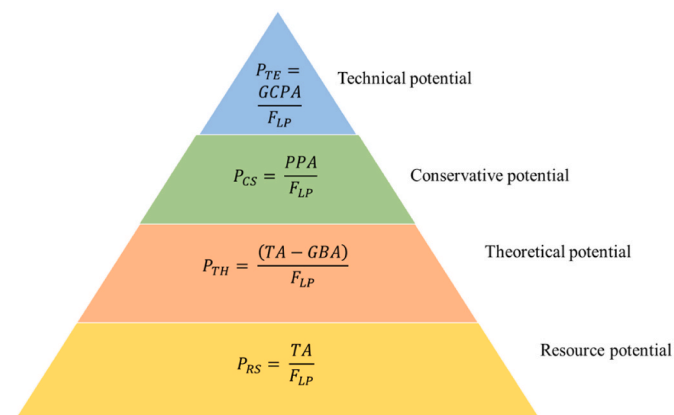 P_TE =
GCPA
F_LP
Technical potential
P_CS = PPA
F_LP
Conservative potential
P_TH = (TA − GBA)
F_LP
Theoretical potential
P_RS = TA
F_LP
Resource potential